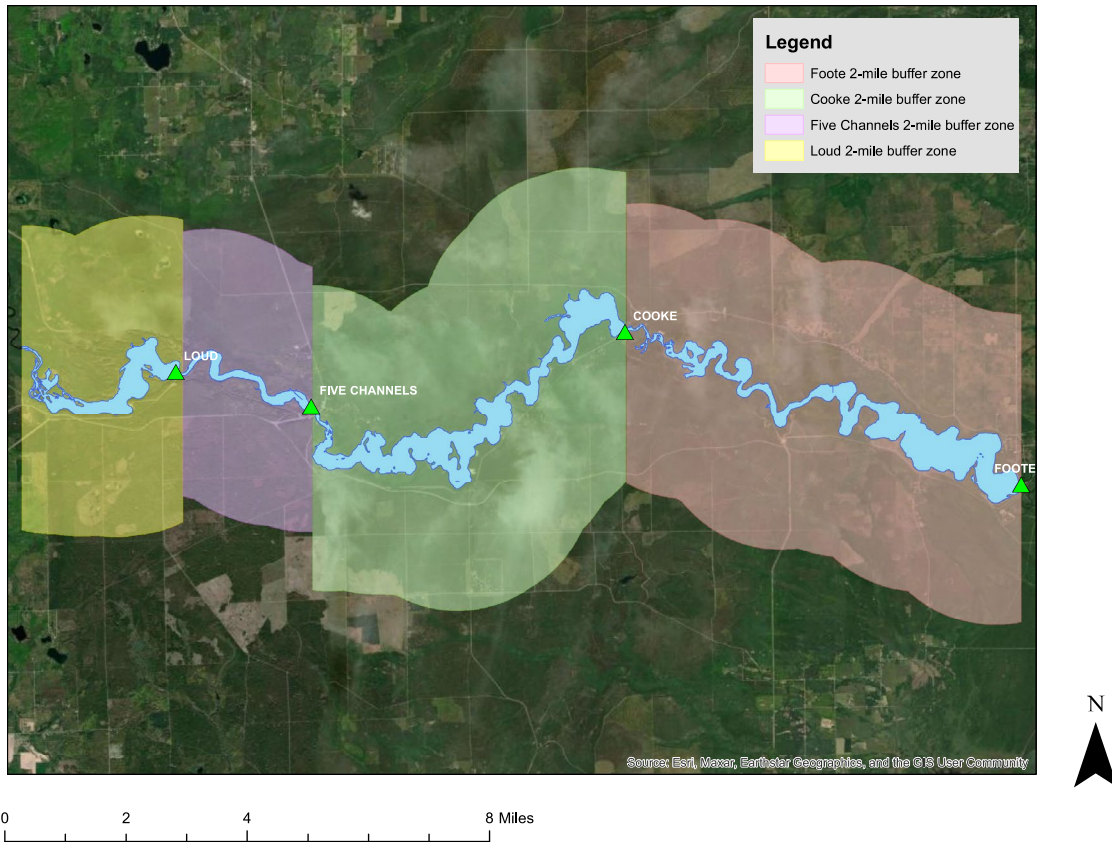 Legend
Foote 2-mile buffer zone
Cooke 2-mile buffer zone
Five Channels 2-mile buffer zone
Loud 2-mile buffer zone
COOKE
LOUD
FIVE CHANNELS
FOOTE
Source: Esri, Maxar, Earthstar Geographics, and the GIS User Community
N
0 2 4 8 Miles